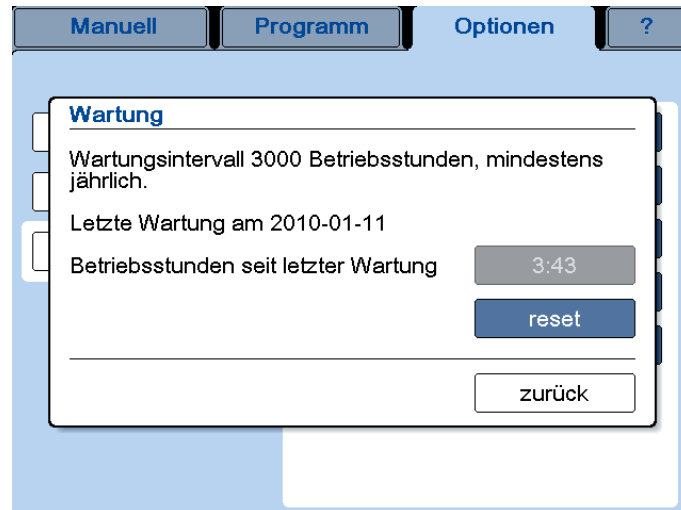 Manuell Programm Optionen ?
Wartung
Wartungsintervall 3000 Betriebsstunden, mindestens
jährlich.
Letzte Wartung am 2010-01-11
Betriebsstunden seit letzter Wartung 3:43
reset
zurück